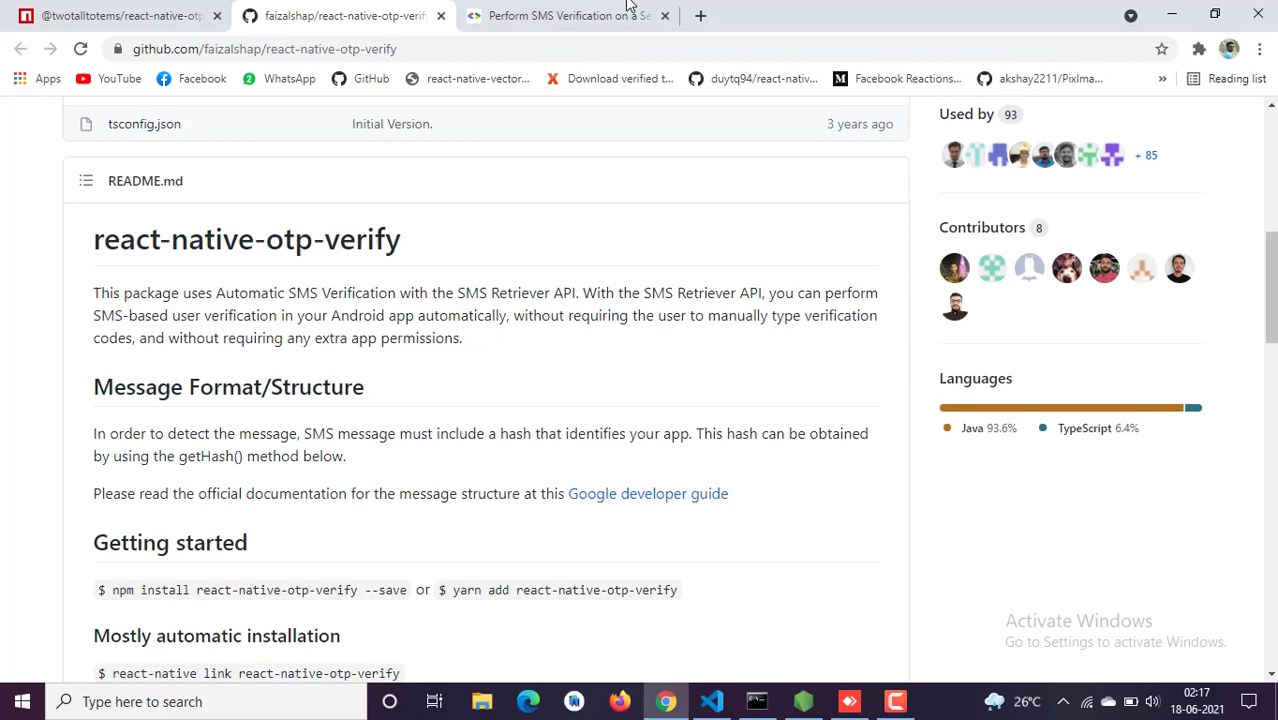 @twotalltotems/react-native-otp
faizalshap/react-native-otp-verify
Perform SMS Verification on a Se
github.com/faizalshap/react-native-otp-verify
Apps
YouTube
Facebook
2
WhatsApp
GitHub
react-native-vector...
Download verified t...
duytq94/react-nativ...
Facebook Reactions...
akshay2211/PixIma...
»
Reading list
tsconfig.json
Initial Version.
3 years ago
README.md
react-native-otp-verify
This package uses Automatic SMS Verification with the SMS Retriever API. With the SMS Retriever API, you can perform
SMS-based user verification in your Android app automatically, without requiring the user to manually type verification
codes, and without requiring any extra app permissions.
Message Format/Structure
In order to detect the message, SMS message must include a hash that identifies your app. This hash can be obtained
by using the getHash() method below.
Please read the official documentation for the message structure at this Google developer guide
Getting started
$ npm install react-native-otp-verify --save or $ yarn add react-native-otp-verify
Mostly automatic installation
$ react-native link react-native-otp-verify
Used by 93
+ 85
Contributors 8
Languages
Java 93.6%
TypeScript 6.4%
Activate Windows
Go to Settings to activate Windows.
Type here to search
26°C
02:17
18-06-2021